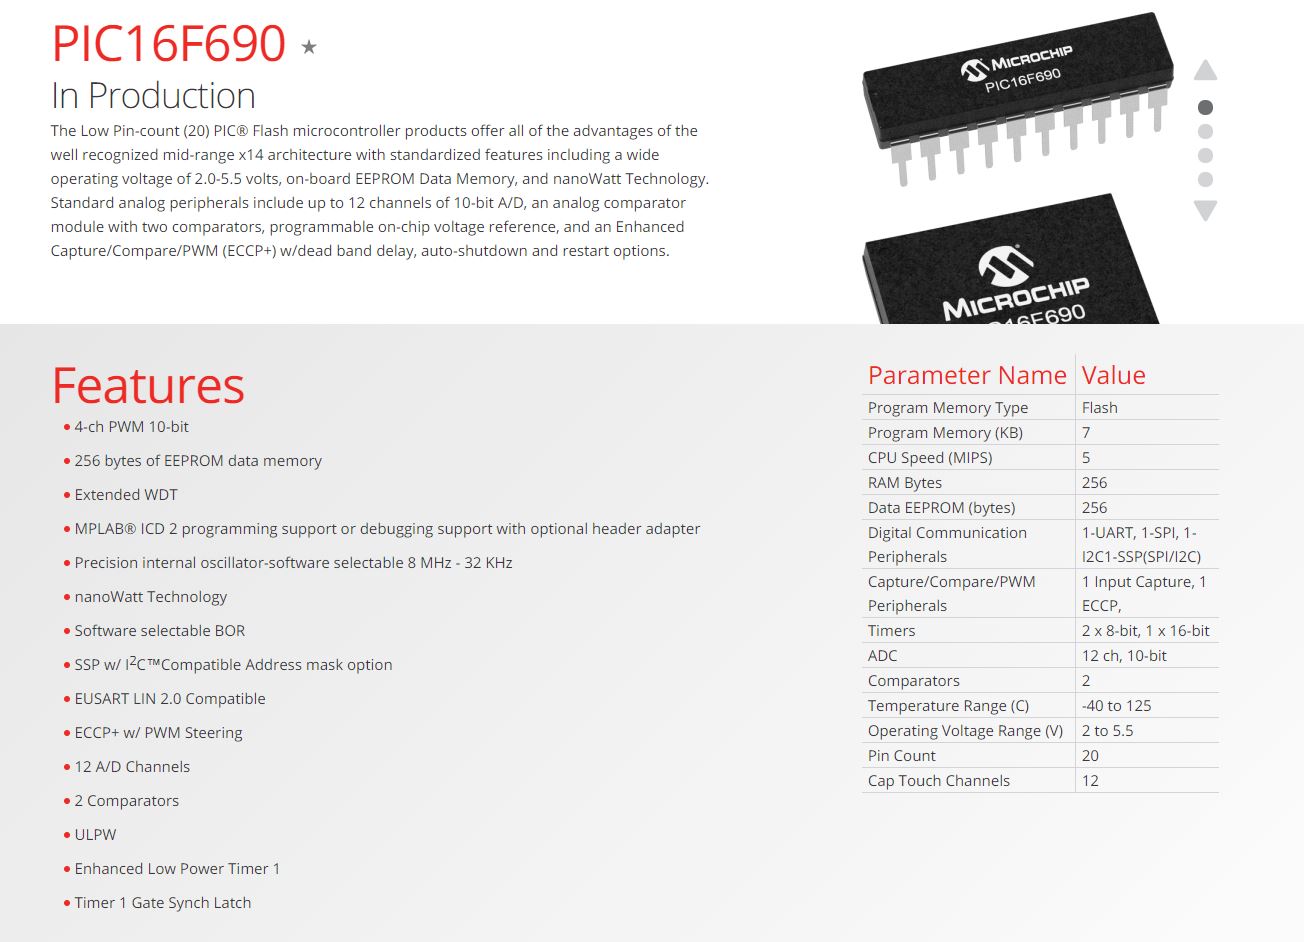 PIC16F690 ★
In Production
The Low Pin-count (20) PIC® Flash microcontroller products offer all of the advantages of the
well recognized mid-range x14 architecture with standardized features including a wide
operating voltage of 2.0-5.5 volts, on-board EEPROM Data Memory, and nanoWatt Technology.
Standard analog peripherals include up to 12 channels of 10-bit A/D, an analog comparator
module with two comparators, programmable on-chip voltage reference, and an Enhanced
Capture/Compare/PWM (ECCP+) w/dead band delay, auto-shutdown and restart options.
MICROCHIP
PIC16F690
MICROCHIP
PIC16F690
Features
• 4-ch PWM 10-bit
• 256 bytes of EEPROM data memory
• Extended WDT
• MPLAB® ICD 2 programming support or debugging support with optional header adapter
• Precision internal oscillator-software selectable 8 MHz - 32 KHz
• nanoWatt Technology
• Software selectable BOR
• SSP w/ I²C™Compatible Address mask option
• EUSART LIN 2.0 Compatible
• ECCP+ w/ PWM Steering
• 12 A/D Channels
• 2 Comparators
• ULPW
• Enhanced Low Power Timer 1
• Timer 1 Gate Synch Latch
Parameter Name Value
Program Memory Type Flash
Program Memory (KB) 7
CPU Speed (MIPS) 5
RAM Bytes 256
Data EEPROM (bytes) 256
Digital Communication 1-UART, 1-SPI, 1-
Peripherals I2C1-SSP(SPI/I2C)
Capture/Compare/PWM 1 Input Capture, 1
Peripherals ECCP,
Timers 2 x 8-bit, 1 x 16-bit
ADC 12 ch, 10-bit
Comparators 2
Temperature Range (C) -40 to 125
Operating Voltage Range (V) 2 to 5.5
Pin Count 20
Cap Touch Channels 12